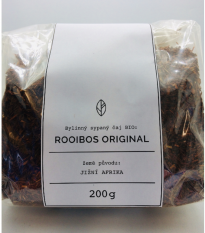 Bylinný sypaný čaj BIO:
ROOIBOS ORIGINAL
země původu:
JIŽNÍ AFRIKA
200g